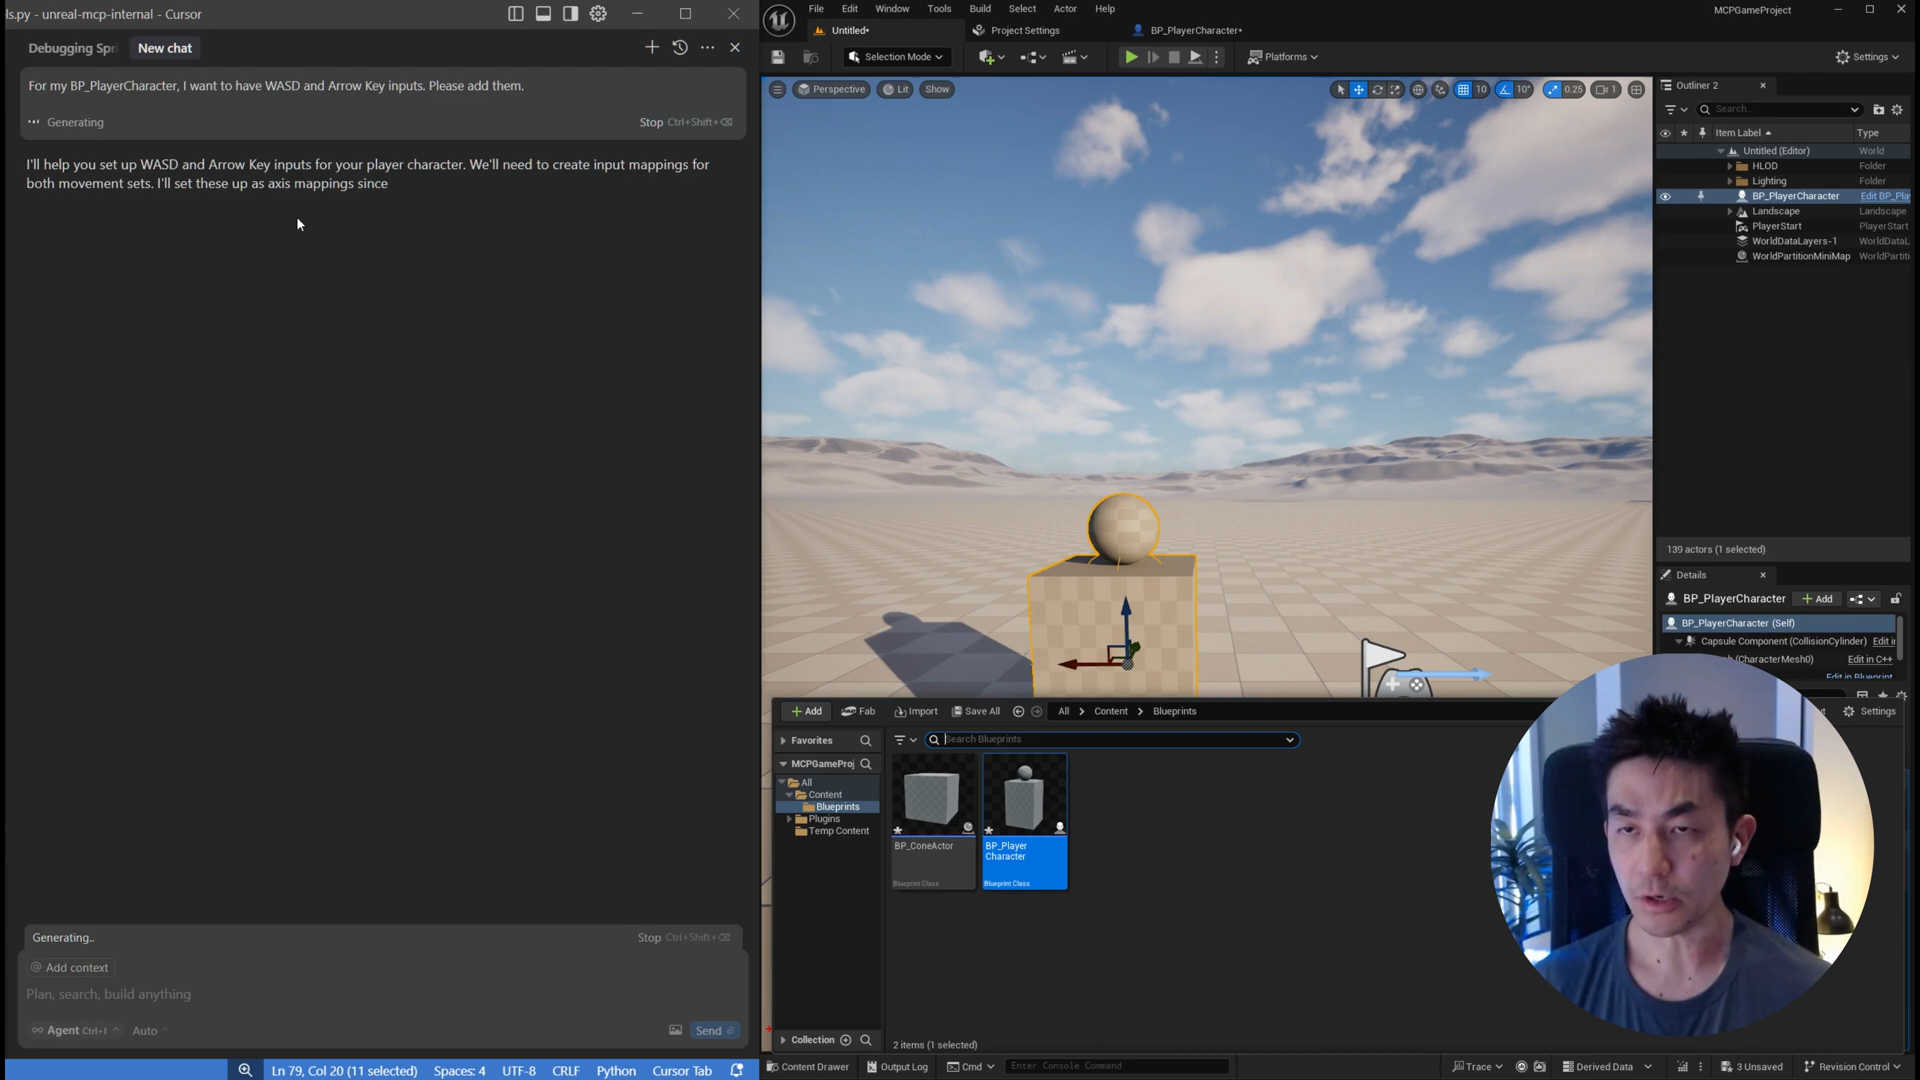 ls.py - unreal-mcp-internal - Cursor
Debugging Spri
New chat
For my BP_PlayerCharacter, I want to have WASD and Arrow Key inputs. Please add them.
Generating
Stop Ctrl+Shift+⌫
I'll help you set up WASD and Arrow Key inputs for your player character. We'll need to create input mappings for
both movement sets. I'll set these up as axis mappings since
Generating..
Stop Ctrl+Shift+⌫
@ Add context
Plan, search, build anything
∞ Agent Ctrl+I
Auto
Send
Ln 79, Col 20 (11 selected)
Spaces: 4
UTF-8
CRLF
Python
Cursor Tab
File
Edit
Window
Tools
Build
Select
Actor
Help
MCPGameProject
Untitled•
Project Settings
BP_PlayerCharacter•
Selection Mode
Platforms
Settings
Perspective
Lit
Show
10
10°
0.25
1
Outliner 2
Search...
Item Label
Type
Untitled (Editor)
World
HLOD
Folder
Lighting
Folder
BP_PlayerCharacter
Edit BP_Pla
Landscape
Landscape
PlayerStart
PlayerStart
WorldDataLayers-1
WorldDataL
WorldPartitionMiniMap
WorldPartiti
139 actors (1 selected)
Details
BP_PlayerCharacter
Add
BP_PlayerCharacter (Self)
Capsule Component (CollisionCylinder)
Edit i
(CharacterMesh0)
Edit in C++
Edit in Blueprint
Add
Fab
Import
Save All
All
Content
Blueprints
Settings
Favorites
Search Blueprints
MCPGameProj
All
Content
Blueprints
Plugins
Temp Content
BP_ConeActor
Blueprint Class
BP_Player
Character
Blueprint Class
Collection
2 items (1 selected)
Content Drawer
Output Log
Cmd
Enter Console Command
Trace
Derived Data
3 Unsaved
Revision Control